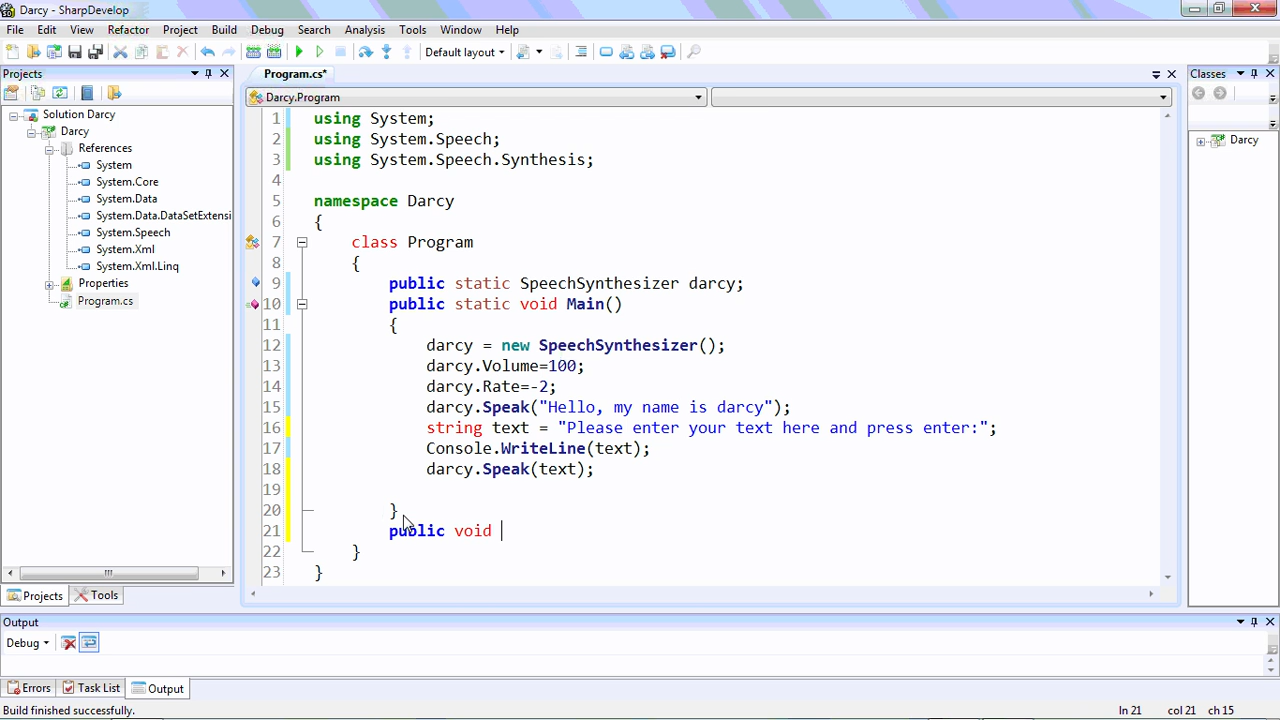 Darcy - SharpDevelop
File Edit View Refactor Project Build Debug Search Analysis Tools Window Help
Default layout
Projects
Program.cs*
Classes
Darcy.Program
Solution Darcy
Darcy
References
System
System.Core
System.Data
System.Data.DataSetExtensi
System.Speech
System.Xml
System.Xml.Linq
Properties
Program.cs
1 using System;
2 using System.Speech;
3 using System.Speech.Synthesis;
4
5 namespace Darcy
6 {
7 class Program
8 {
9 public static SpeechSynthesizer darcy;
10 public static void Main()
11 {
12 darcy = new SpeechSynthesizer();
13 darcy.Volume=100;
14 darcy.Rate=-2;
15 darcy.Speak("Hello, my name is darcy");
16 string text = "Please enter your text here and press enter:";
17 Console.WriteLine(text);
18 darcy.Speak(text);
19
20 }
21 public void
22 }
23 }
Darcy
Projects Tools
Output
Debug
Errors Task List Output
Build finished successfully.
ln 21 col 21 ch 15